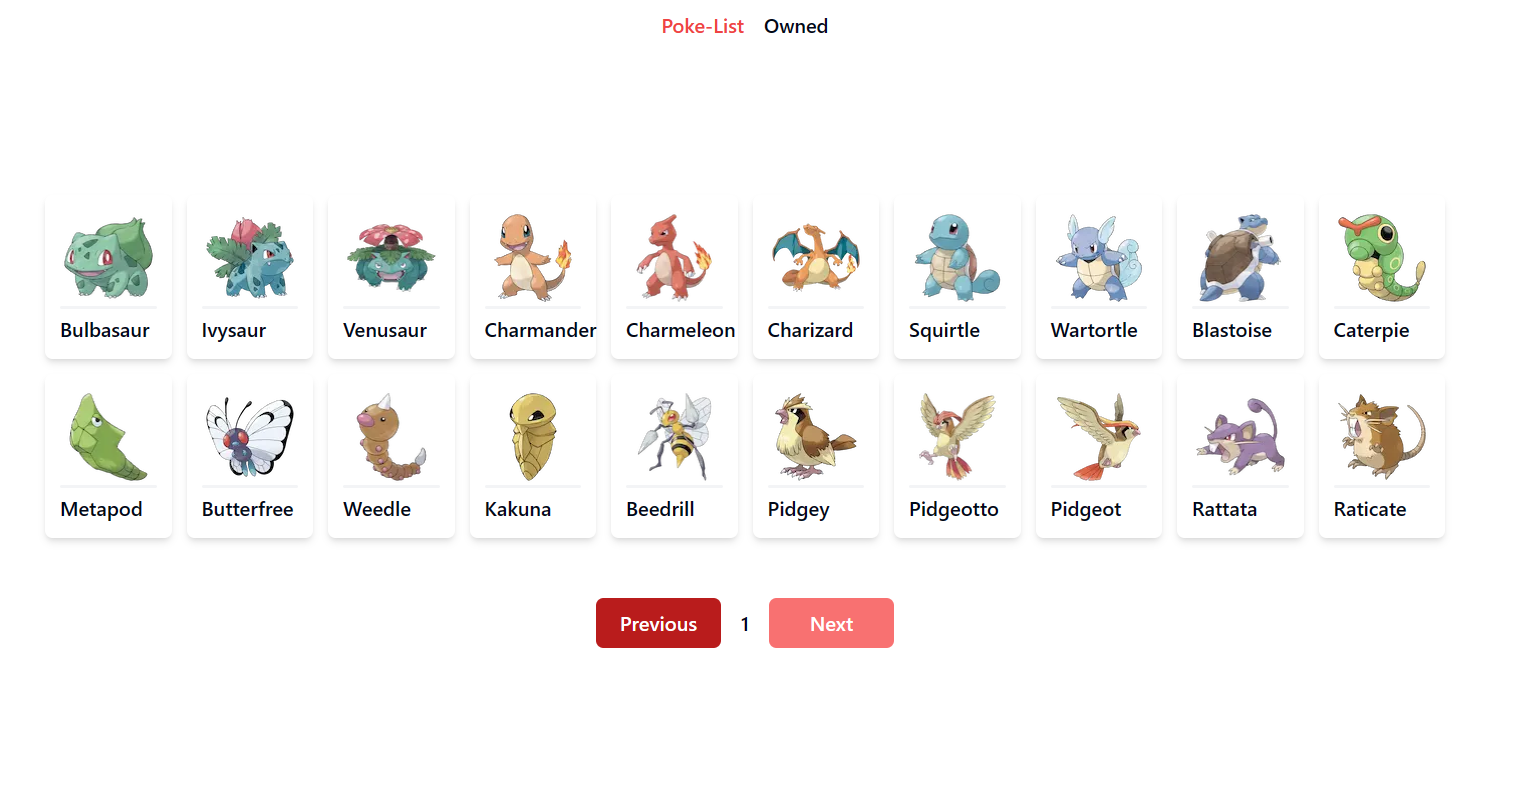 Poke-List Owned
Bulbasaur Ivysaur Venusaur Charmander Charmeleon Charizard Squirtle Wartortle Blastoise Caterpie
Metapod Butterfree Weedle Kakuna Beedrill Pidgey Pidgeotto Pidgeot Rattata Raticate
Previous 1 Next